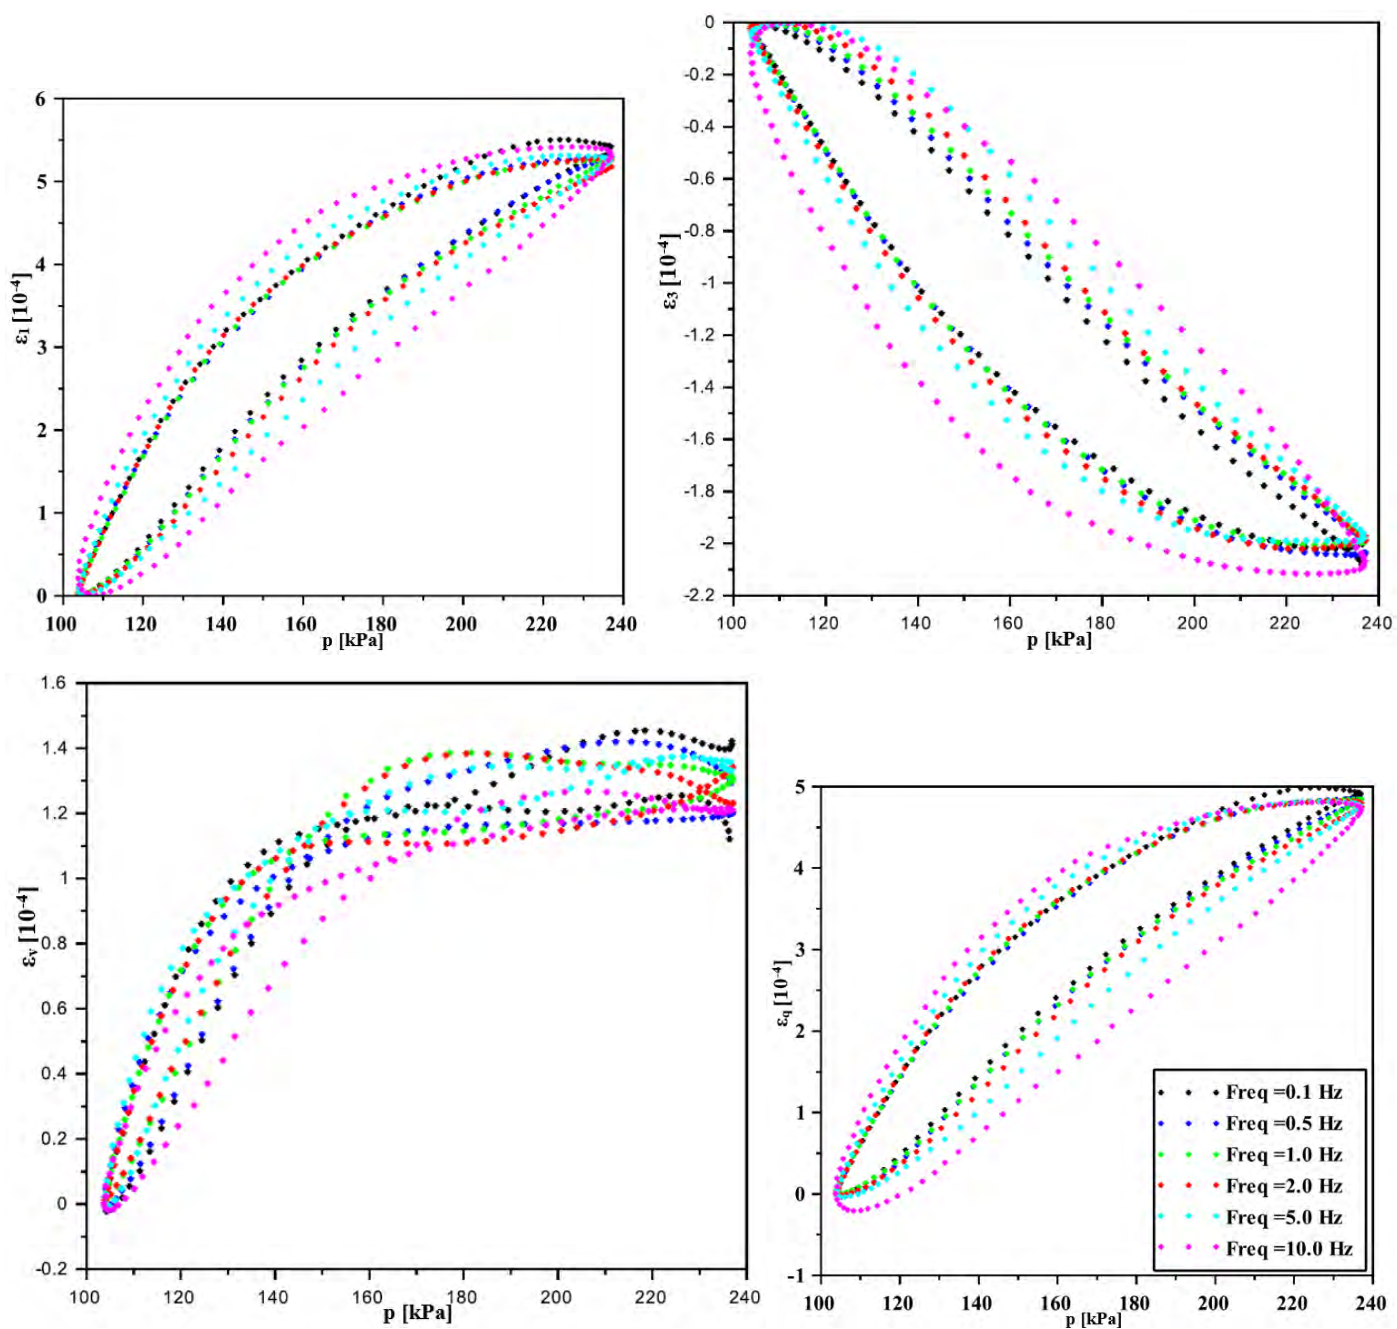 6
5
4
3
2
1
0
100 120 140 160 180 200 220 240
p [kPa]
ε1 [10-4]
0
-0.2
-0.4
-0.6
-0.8
-1
-1.2
-1.4
-1.6
-1.8
-2
-2.2
100 120 140 160 180 200 220 240
p [kPa]
ε3 [10-4]
1.6
1.4
1.2
1
0.8
0.6
0.4
0.2
0
-0.2
100 120 140 160 180 200 220 240
p [kPa]
εv [10-4]
5
4
3
2
1
0
-1
100 120 140 160 180 200 220 240
p [kPa]
εq [10-4]
Freq =0.1 Hz
Freq =0.5 Hz
Freq =1.0 Hz
Freq =2.0 Hz
Freq =5.0 Hz
Freq =10.0 Hz